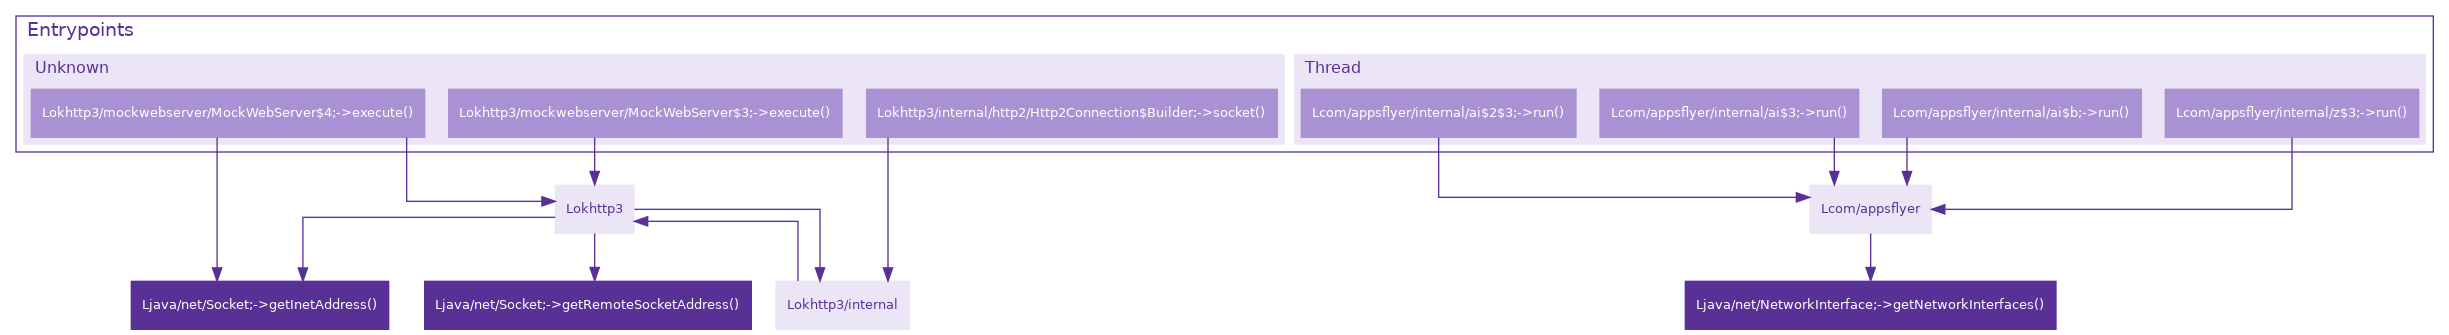 Entrypoints
Unknown
Thread
Lokhttp3/mockwebserver/MockWebServer$4;->execute()
Lokhttp3/mockwebserver/MockWebServer$3;->execute()
Lokhttp3/internal/http2/Http2Connection$Builder;->socket()
Lcom/appsflyer/internal/ai$2$3;->run()
Lcom/appsflyer/internal/ai$3;->run()
Lcom/appsflyer/internal/ai$b;->run()
Lcom/appsflyer/internal/z$3;->run()
Lokhttp3
Lcom/appsflyer
Ljava/net/Socket;->getInetAddress()
Ljava/net/Socket;->getRemoteSocketAddress()
Lokhttp3/internal
Ljava/net/NetworkInterface;->getNetworkInterfaces()